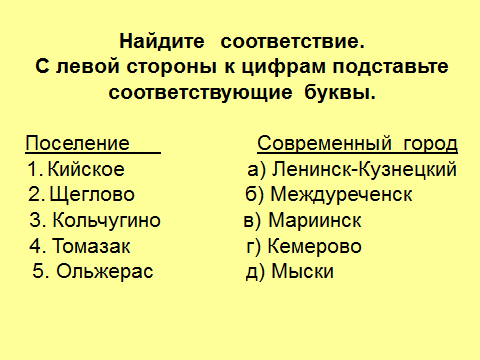 Найдите соответствие.
С левой стороны к цифрам подставьте
соответствующие буквы.
Поселение Современный город
1. Кийское а) Ленинск-Кузнецкий
2. Щеглово б) Междуреченск
3. Кольчугино в) Мариинск
4. Томазак г) Кемерово
5. Ольжерас д) Мыски